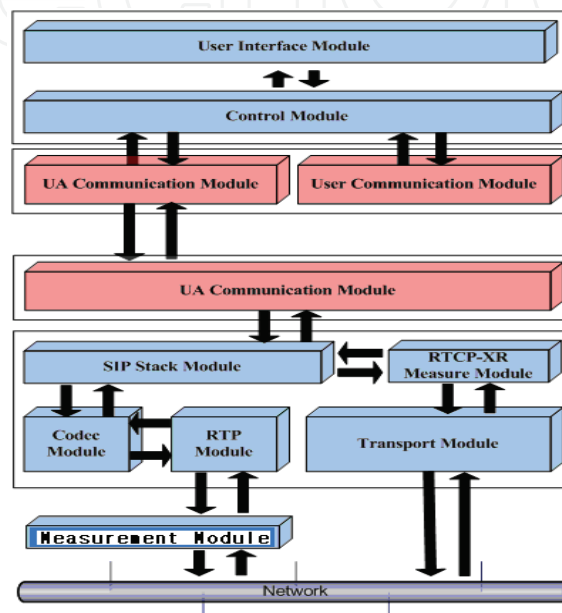 User Interface Module
Control Module
UA Communication Module
User Communication Module
UA Communication Module
SIP Stack Module
RTCP-XR
Measure Module
Codec
Module
RTP
Module
Transport Module
Measurement Module
Network